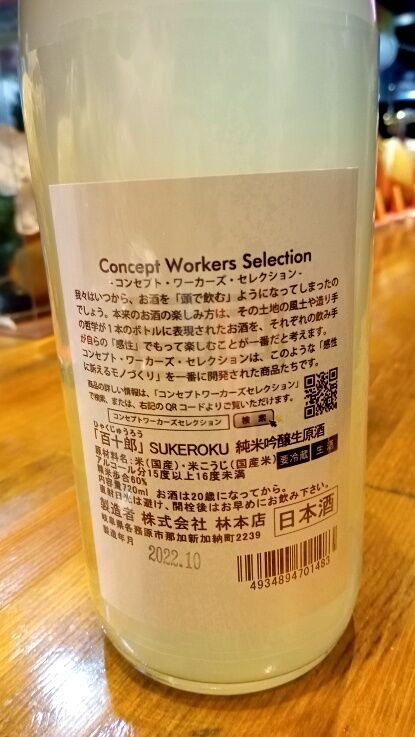 Concept Workers Selection
-コンセプト・ワーカーズ・セレクション-
我々はいつから、お酒を「頭で飲む」ようになってしまったの
でしょう。本来のお酒の楽しみ方は、その土地の風土や造り手
の哲学が1本のボトルに表現されたお酒を、それぞれの飲み手
が自らの「感性」でもって楽しむことが一番だと考えます。
コンセプト・ワーカーズ・セレクションは、このような「感性
に訴えるモノづくり」を一番に開発された商品たちです。
商品の詳しい情報は、「コンセプトワーカーズセレクション」
で検索、または、右記のQRコードよりご覧いただけます。
コンセプトワーカーズセレクション 検索
ひゃくじゅうろう
「百十郎」SUKEROKU 純米吟醸生原酒
原材料名:米(国産)・米こうじ(国産米) 要冷蔵 生酒
アルコール分15度以上16度未満
精米歩合60%
内容量720ml お酒は20歳になってから。
直射日光は避け、開栓後はお早めにお飲み下さい。
製造者 株式会社 林本店 日本酒
岐阜県各務原市那加新加納町2239
製造年月 2022.10
4934894701483